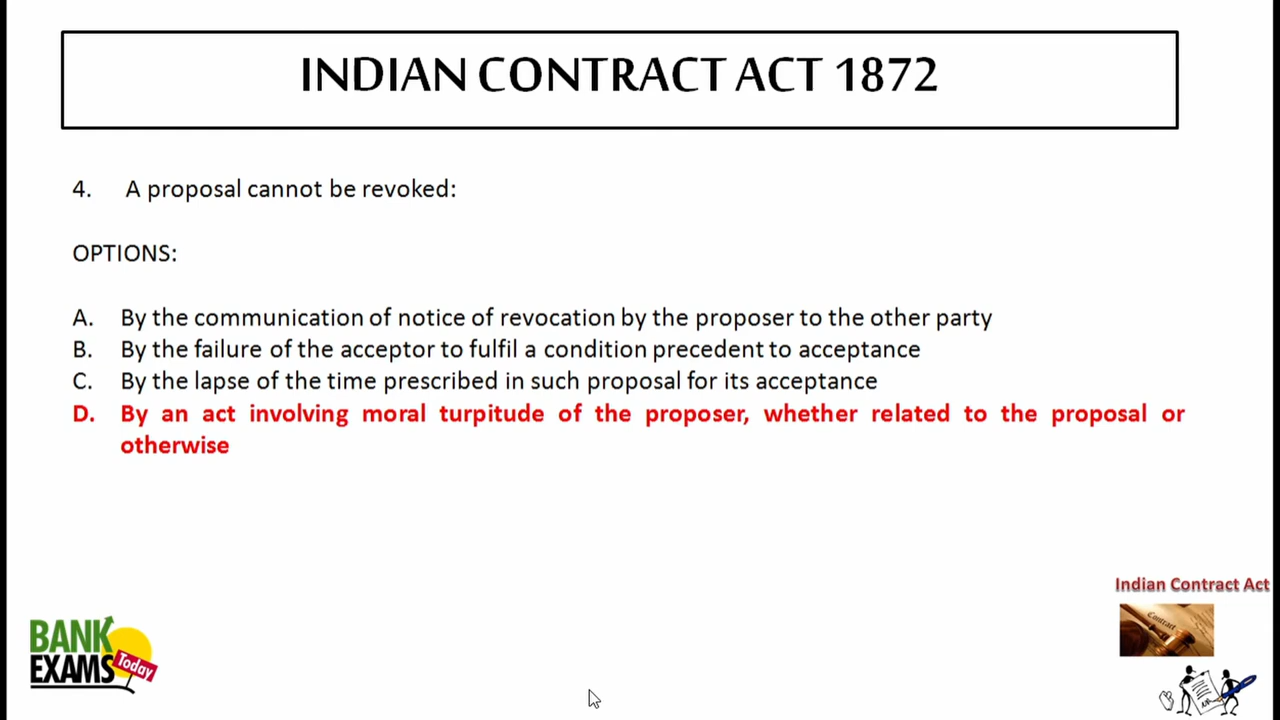 INDIAN CONTRACT ACT 1872
4. A proposal cannot be revoked:
OPTIONS:
A. By the communication of notice of revocation by the proposer to the other party
B. By the failure of the acceptor to fulfil a condition precedent to acceptance
C. By the lapse of the time prescribed in such proposal for its acceptance
D. By an act involving moral turpitude of the proposer, whether related to the proposal or
otherwise
Indian Contract Act
Contract
BANK
EXAMS
Today